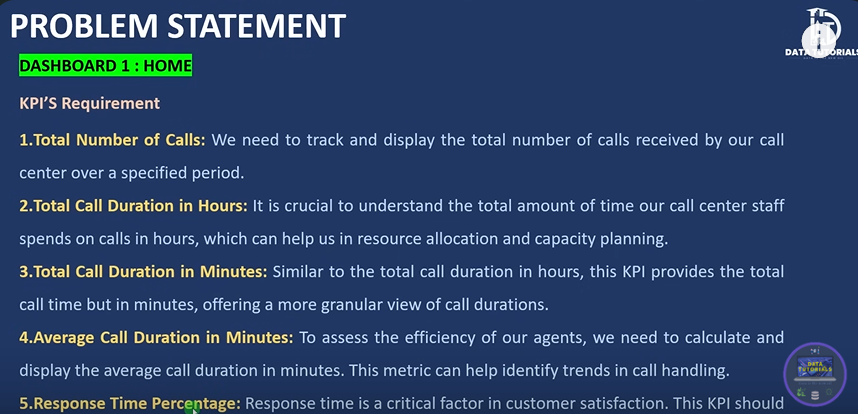 PROBLEM STATEMENT
DATA TUTORIALS
DASHBOARD 1 : HOME
KPI'S Requirement
1.Total Number of Calls: We need to track and display the total number of calls received by our call
center over a specified period.
2.Total Call Duration in Hours: It is crucial to understand the total amount of time our call center staff
spends on calls in hours, which can help us in resource allocation and capacity planning.
3.Total Call Duration in Minutes: Similar to the total call duration in hours, this KPI provides the total
call time but in minutes, offering a more granular view of call durations.
4.Average Call Duration in Minutes: To assess the efficiency of our agents, we need to calculate and
display the average call duration in minutes. This metric can help identify trends in call handling.
5.Response Time Percentage: Response time is a critical factor in customer satisfaction. This KPI should
DATA
TUTORIALS